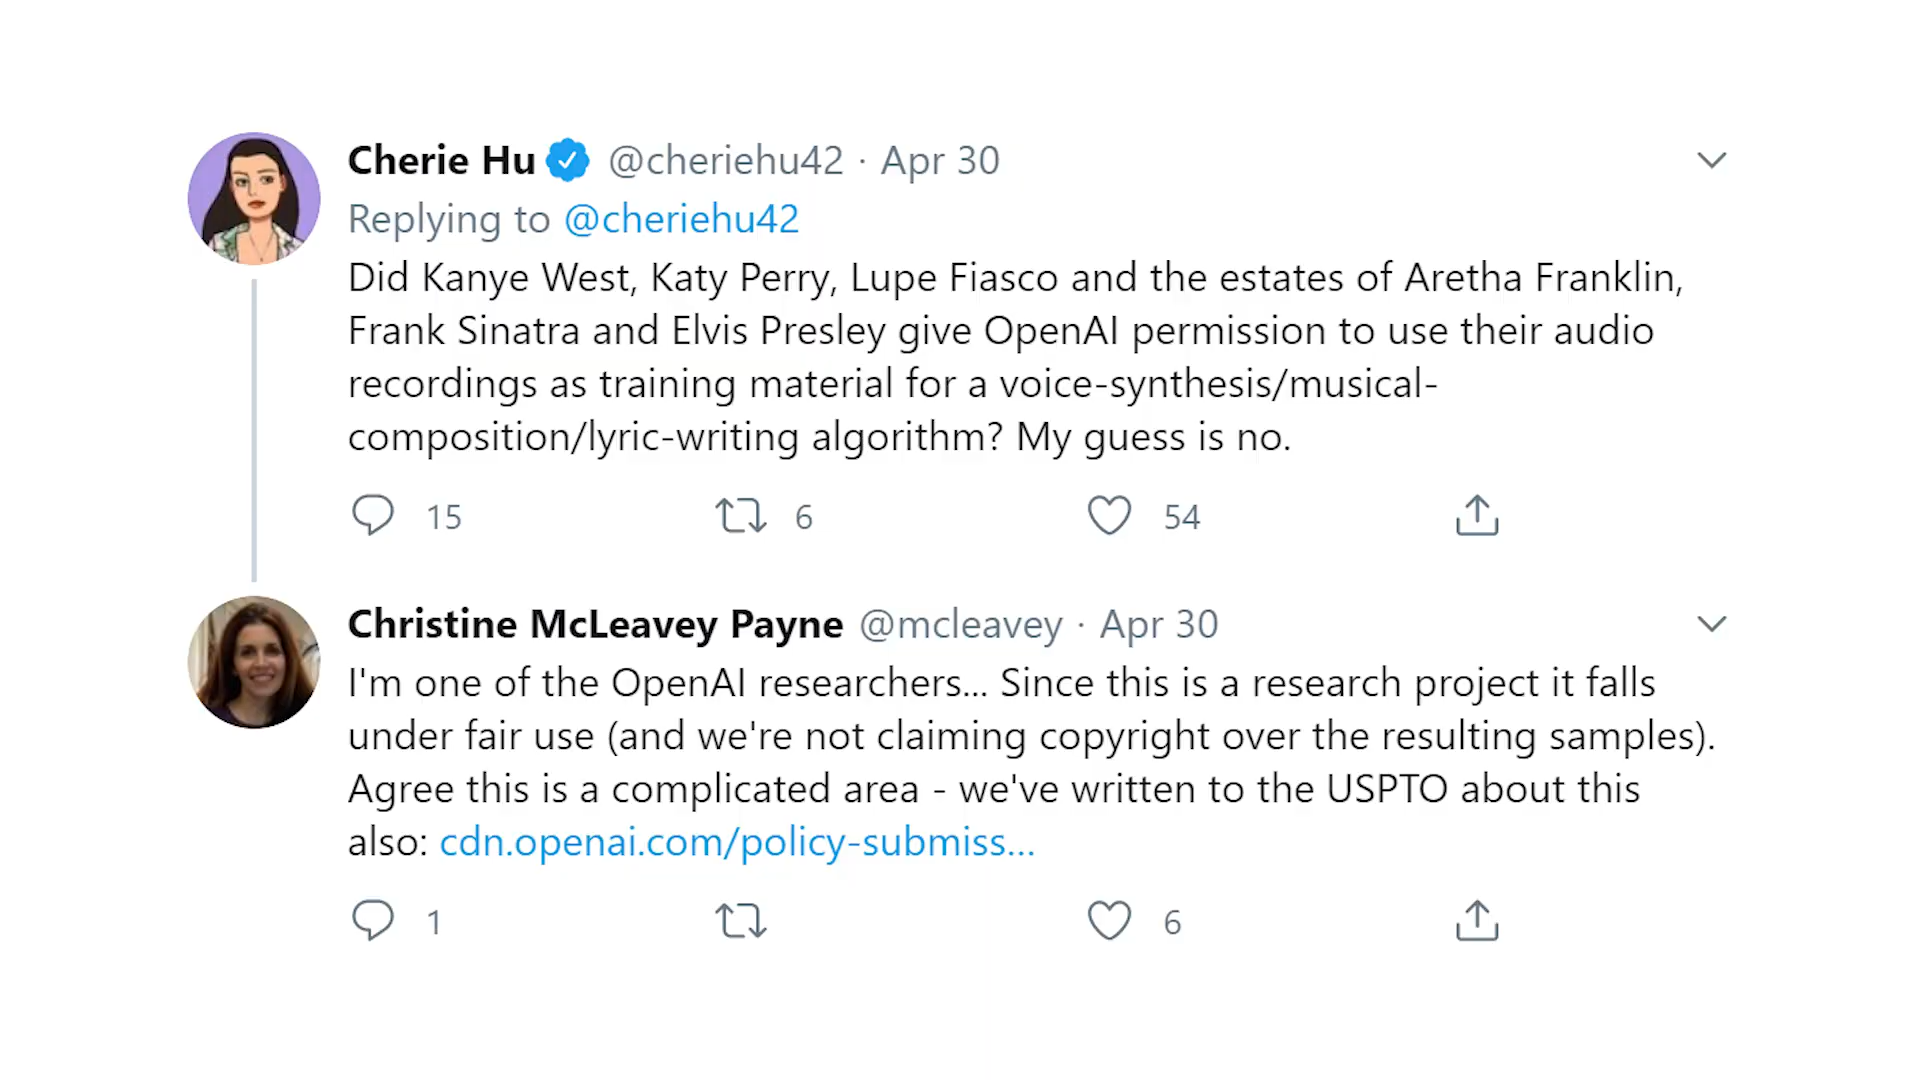 Cherie Hu @cheriehu42 · Apr 30
Replying to @cheriehu42
Did Kanye West, Katy Perry, Lupe Fiasco and the estates of Aretha Franklin,
Frank Sinatra and Elvis Presley give OpenAI permission to use their audio
recordings as training material for a voice-synthesis/musical-
composition/lyric-writing algorithm? My guess is no.
15 6 54
Christine McLeavey Payne @mcleavey · Apr 30
I'm one of the OpenAI researchers... Since this is a research project it falls
under fair use (and we're not claiming copyright over the resulting samples).
Agree this is a complicated area - we've written to the USPTO about this
also: cdn.openai.com/policy-submiss...
1 6